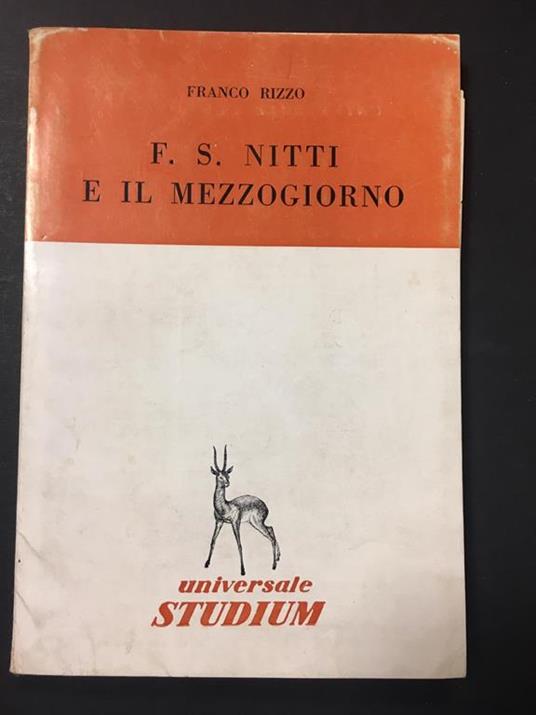 FRANCO RIZZO
F. S. NITTI
E IL MEZZOGIORNO
universale
STUDIUM